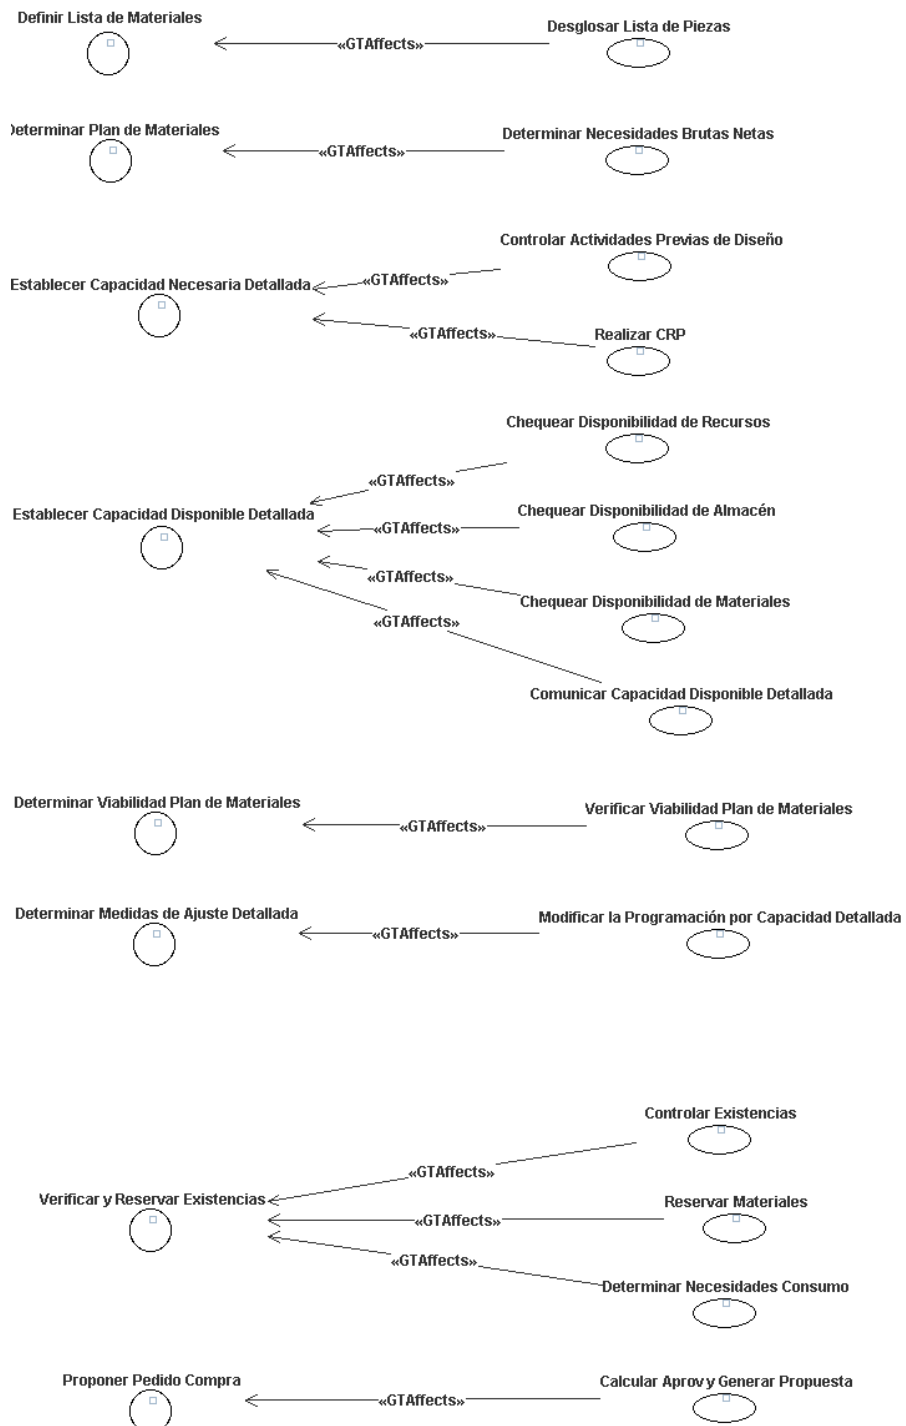 Definir Lista de Materiales
«GTAffects»
Desglosar Lista de Piezas
Determinar Plan de Materiales
«GTAffects»
Determinar Necesidades Brutas Netas
Controlar Actividades Previas de Diseño
«GTAffects»
Establecer Capacidad Necesaria Detallada
«GTAffects»
Realizar CRP
Chequear Disponibilidad de Recursos
«GTAffects»
Establecer Capacidad Disponible Detallada
Chequear Disponibilidad de Almacén
«GTAffects»
«GTAffects»
Chequear Disponibilidad de Materiales
«GTAffects»
Comunicar Capacidad Disponible Detallada
Determinar Viabilidad Plan de Materiales
«GTAffects»
Verificar Viabilidad Plan de Materiales
Determinar Medidas de Ajuste Detallada
«GTAffects»
Modificar la Programación por Capacidad Detallada
Controlar Existencias
«GTAffects»
Verificar y Reservar Existencias
«GTAffects»
Reservar Materiales
«GTAffects»
Determinar Necesidades Consumo
Proponer Pedido Compra
«GTAffects»
Calcular Aprov y Generar Propuesta